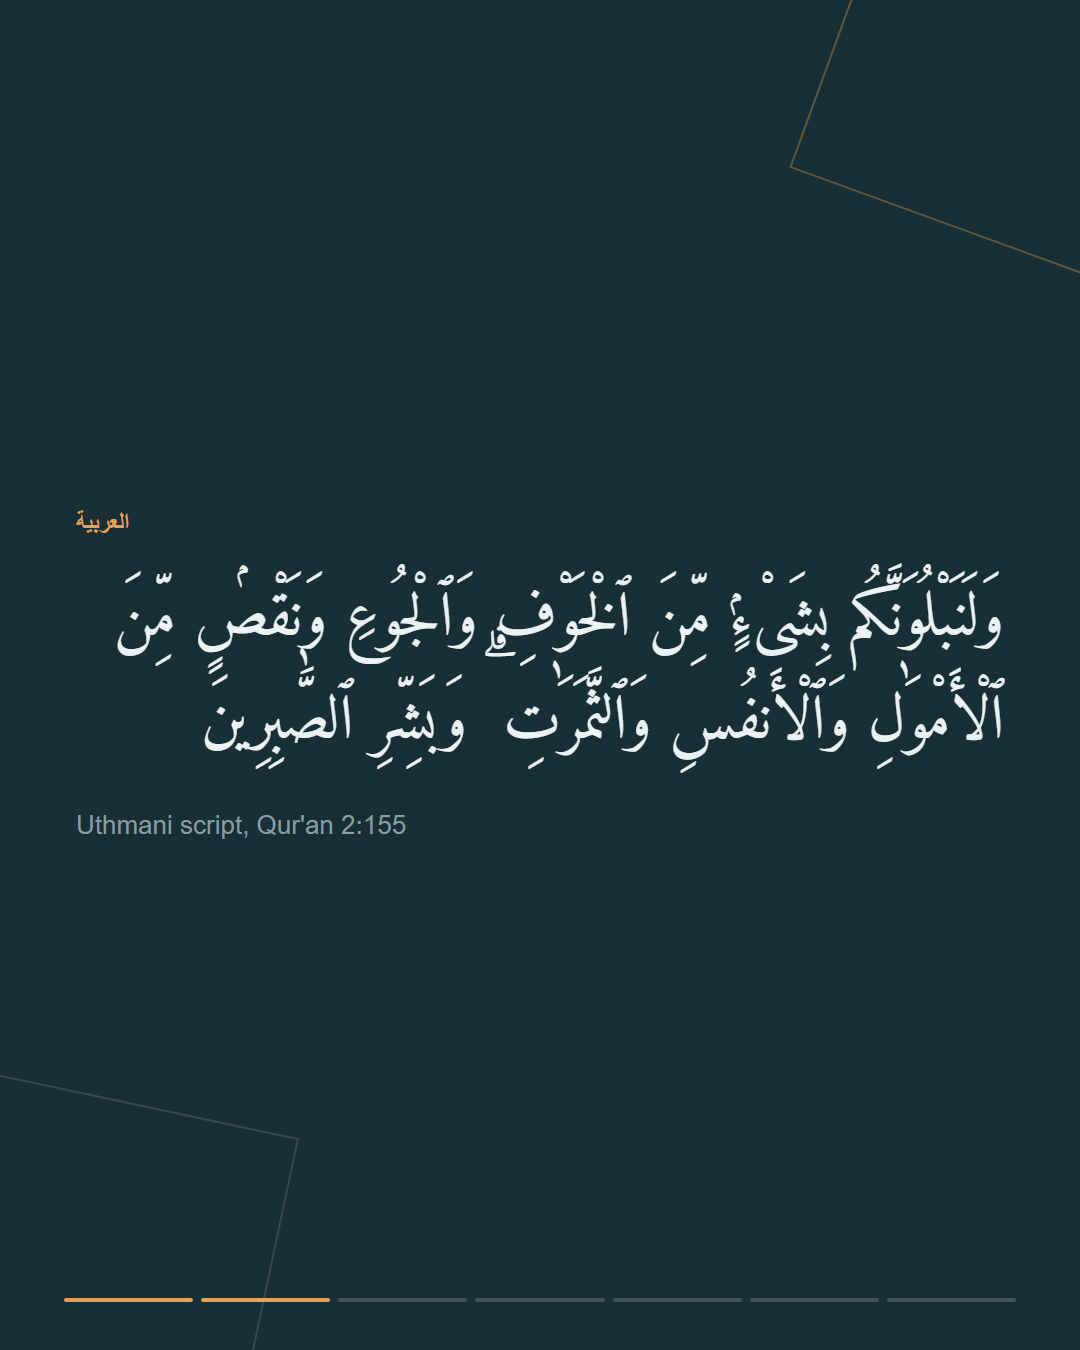 العربية
وَلَنَبْلُوَنَّكُم بِشَىْءٍۢ مِّنَ ٱلْخَوْفِ ۗ وَٱلْجُوعِ وَنَقْصٍۢ مِّنَ
ٱلْأَمْوَٰلِ وَٱلْأَنفُسِ وَٱلثَّمَرَٰتِ وَبَشِّرِ ٱلصَّٰبِرِينَ
Uthmani script, Qur'an 2:155